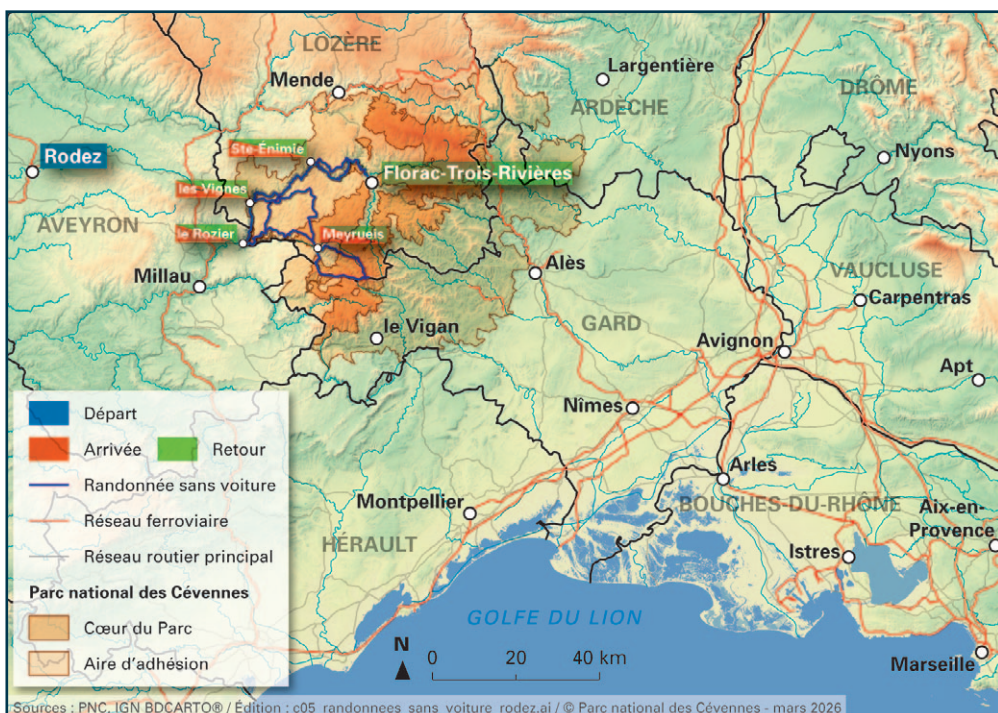 LOZÈRE
Mende
Largentière
ARDÈCHE
DRÔME
Ste-Énimie
Rodez
Florac-Trois-Rivières
Nyons
les Vignes
AVEYRON
le Rozier
Meyrueis
Millau
Alès
VAUCLUSE
Carpentras
GARD
le Vigan
Avignon
Apt
Nîmes
Départ
Arrivée
Retour
Randonnée sans voiture
Réseau ferroviaire
Réseau routier principal
Parc national des Cévennes
Cœur du Parc
Aire d'adhésion
Arles
Montpellier
BOUCHES-DU-RHÔNE
Aix-en-
Provence
HÉRAULT
Istres
GOLFE DU LION
N
0 20 40 km
Marseille
Sources : PNC, IGN BDCARTO® / Édition : c05_randonnees_sans_voiture_rodez.ai / © Parc national des Cévennes - mars 2026